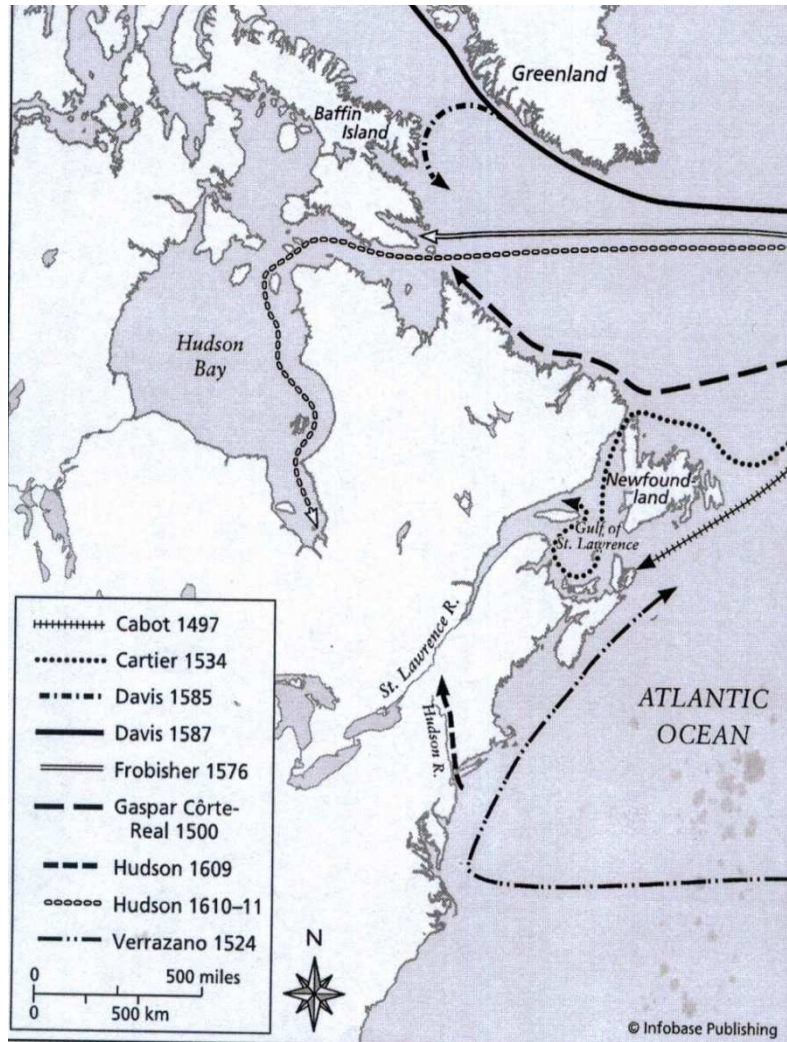 Greenland
Baffin
Island
Hudson
Bay
Newfound-
land
Gulf of
St. Lawrence
St. Lawrence R.
Hudson R.
ATLANTIC
OCEAN
Cabot 1497
Cartier 1534
Davis 1585
Davis 1587
Frobisher 1576
Gaspar Côrte-
Real 1500
Hudson 1609
Hudson 1610–11
Verrazano 1524
0 500 miles
0 500 km
N
© Infobase Publishing